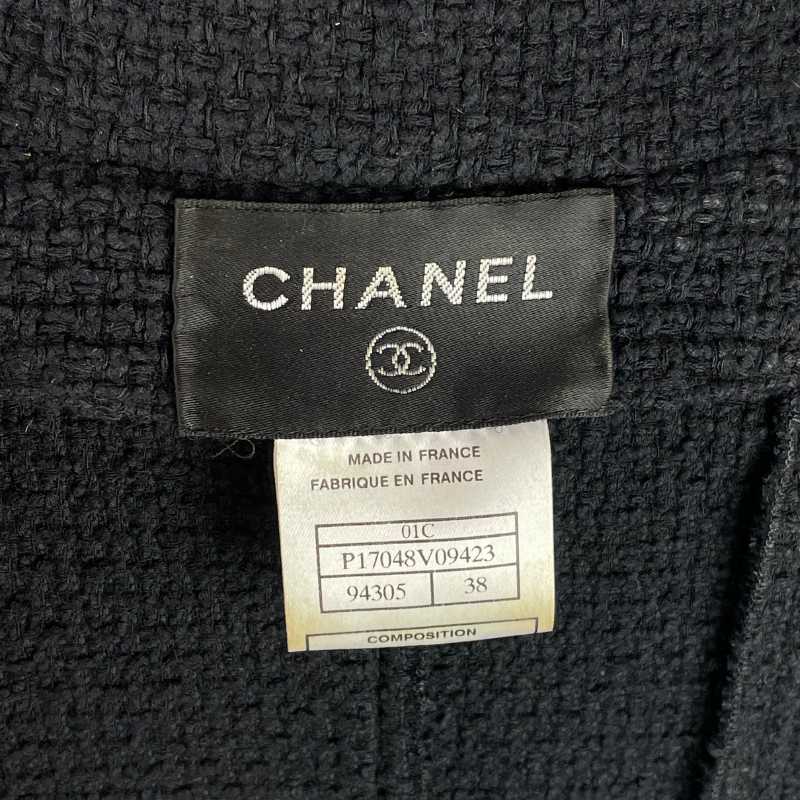 CHANEL
MADE IN FRANCE
FABRIQUE EN FRANCE
01C
P17048V09423
94305 38
COMPOSITION